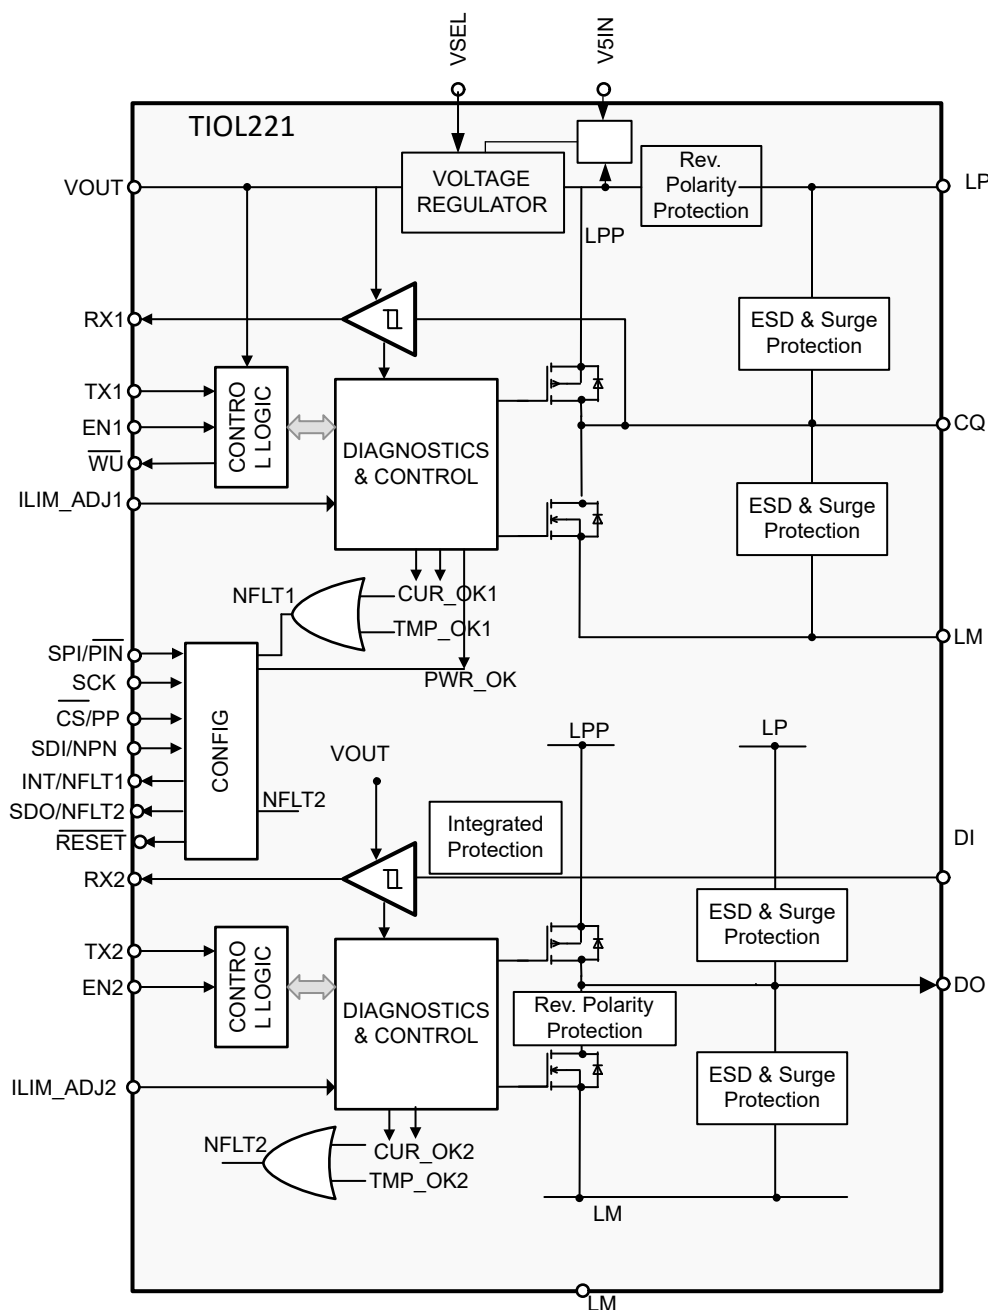 VSEL
V5IN
TIOL221
VOUT
VOLTAGE
REGULATOR
Rev.
Polarity
Protection
LP
LPP
RX1
ESD & Surge
Protection
TX1
EN1
WU
CONTRO
L LOGIC
DIAGNOSTICS
& CONTROL
CQ
ILIM_ADJ1
ESD & Surge
Protection
NFLT1
CUR_OK1
TMP_OK1
LM
SPI/PIN
SCK
CS/PP
SDI/NPN
INT/NFLT1
SDO/NFLT2
RESET
CONFIG
PWR_OK
NFLT2
VOUT
LPP
LP
Integrated
Protection
DI
RX2
ESD & Surge
Protection
TX2
EN2
CONTRO
L LOGIC
DIAGNOSTICS
& CONTROL
Rev. Polarity
Protection
DO
ILIM_ADJ2
ESD & Surge
Protection
NFLT2
CUR_OK2
TMP_OK2
LM
LM